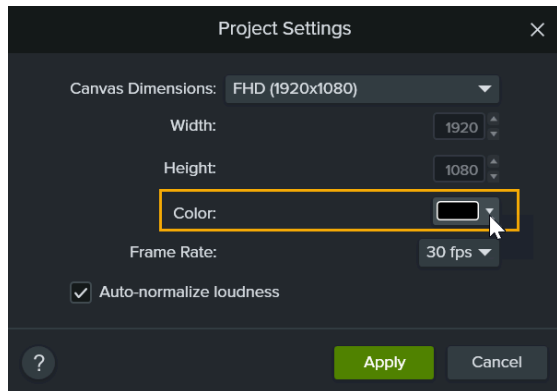 Project Settings
Canvas Dimensions: FHD (1920x1080)
Width: 1920
Height: 1080
Color:
Frame Rate: 30 fps
Auto-normalize loudness
? Apply Cancel